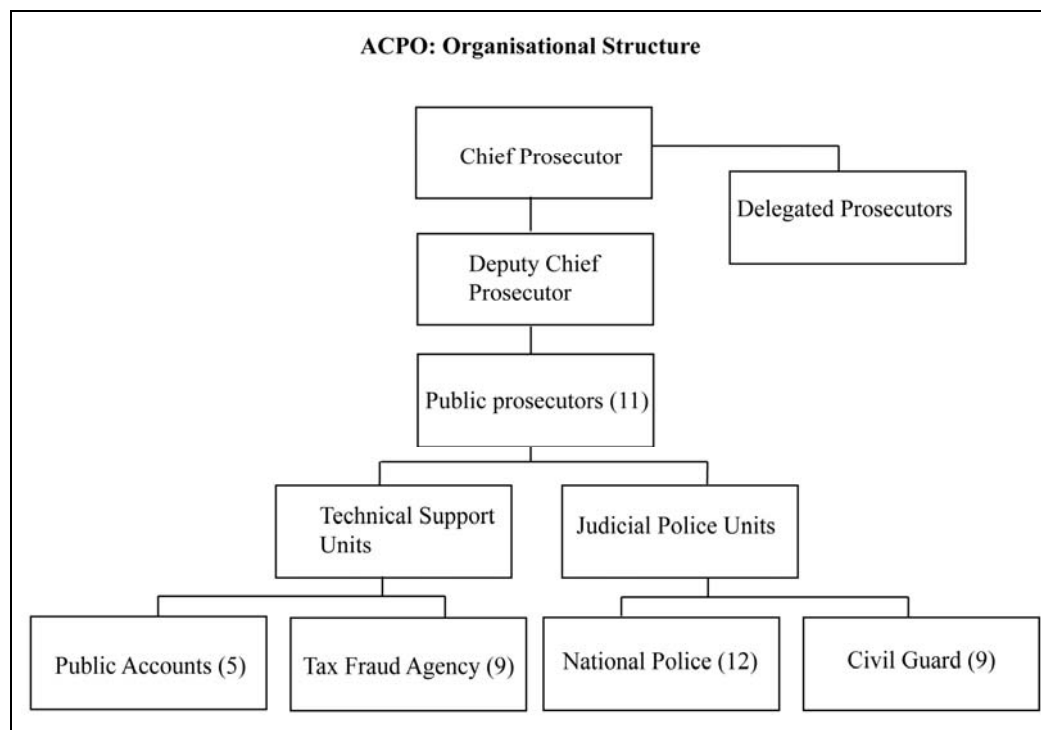 ACPO: Organisational Structure
Chief Prosecutor
Delegated Prosecutors
Deputy Chief
Prosecutor
Public prosecutors (11)
Technical Support
Units
Judicial Police Units
Public Accounts (5)
Tax Fraud Agency (9)
National Police (12)
Civil Guard (9)